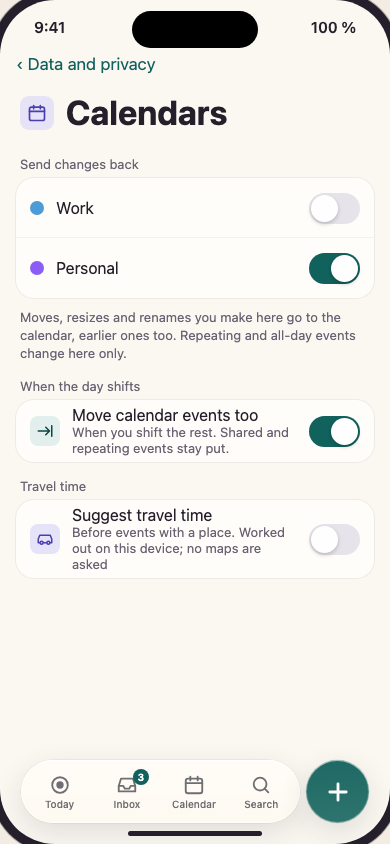 9:41
100 %
‹ Data and privacy
Calendars
Send changes back
Work
Personal
Moves, resizes and renames you make here go to the
calendar, earlier ones too. Repeating and all-day events
change here only.
When the day shifts
Move calendar events too
When you shift the rest. Shared and
repeating events stay put.
Travel time
Suggest travel time
Before events with a place. Worked
out on this device; no maps are
asked
3
Today
Inbox
Calendar
Search